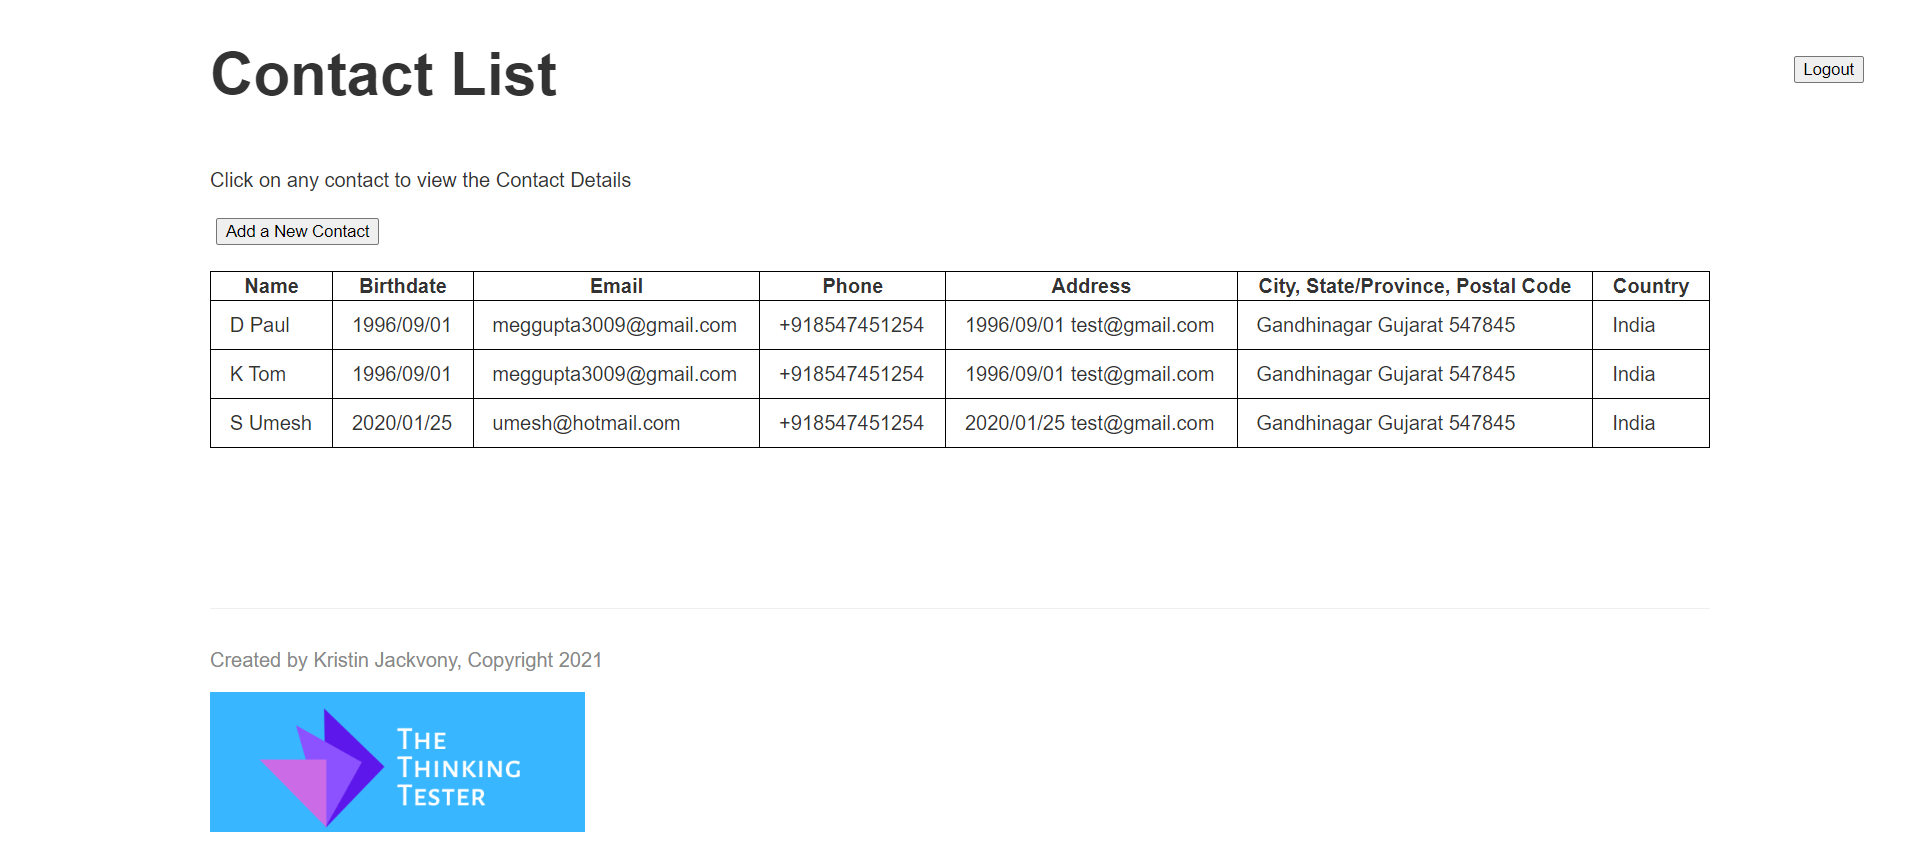 Contact List
Logout
Click on any contact to view the Contact Details
Add a New Contact
Name Birthdate Email Phone Address City, State/Province, Postal Code Country
D Paul 1996/09/01 meggupta3009@gmail.com +918547451254 1996/09/01 test@gmail.com Gandhinagar Gujarat 547845 India
K Tom 1996/09/01 meggupta3009@gmail.com +918547451254 1996/09/01 test@gmail.com Gandhinagar Gujarat 547845 India
S Umesh 2020/01/25 umesh@hotmail.com +918547451254 2020/01/25 test@gmail.com Gandhinagar Gujarat 547845 India
Created by Kristin Jackvony, Copyright 2021
THE
THINKING
TESTER